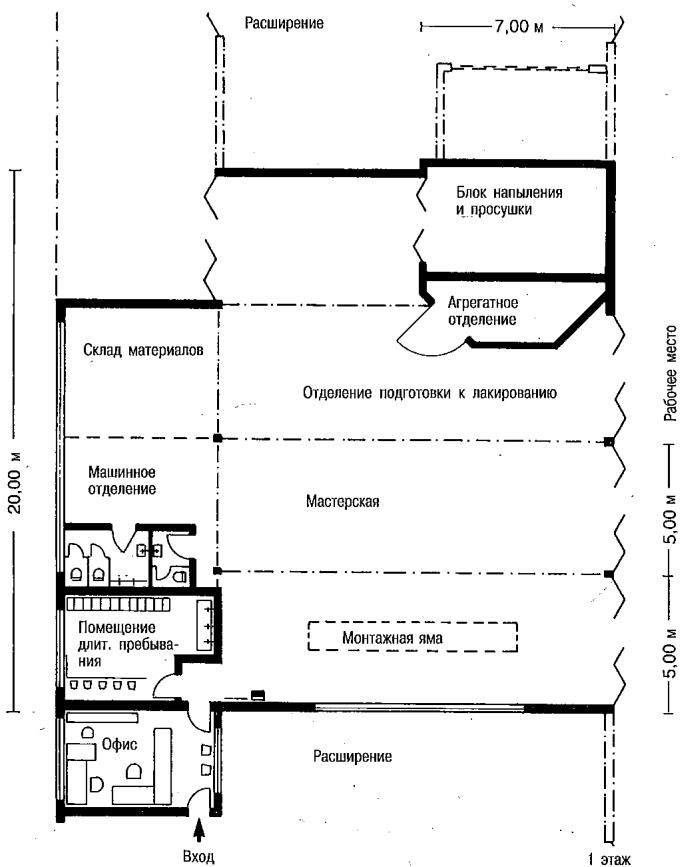 Расширение
7,00 м
Блок напыления
и просушки
Агрегатное
отделение
Склад материалов
Отделение подготовки к лакированию
Рабочее место
Машинное
отделение
Мастерская
20,00 м
5,00 м
Помещение
длит. пребыва-
ния
Монтажная яма
5,00 м
Офис
Расширение
Вход
1 этаж